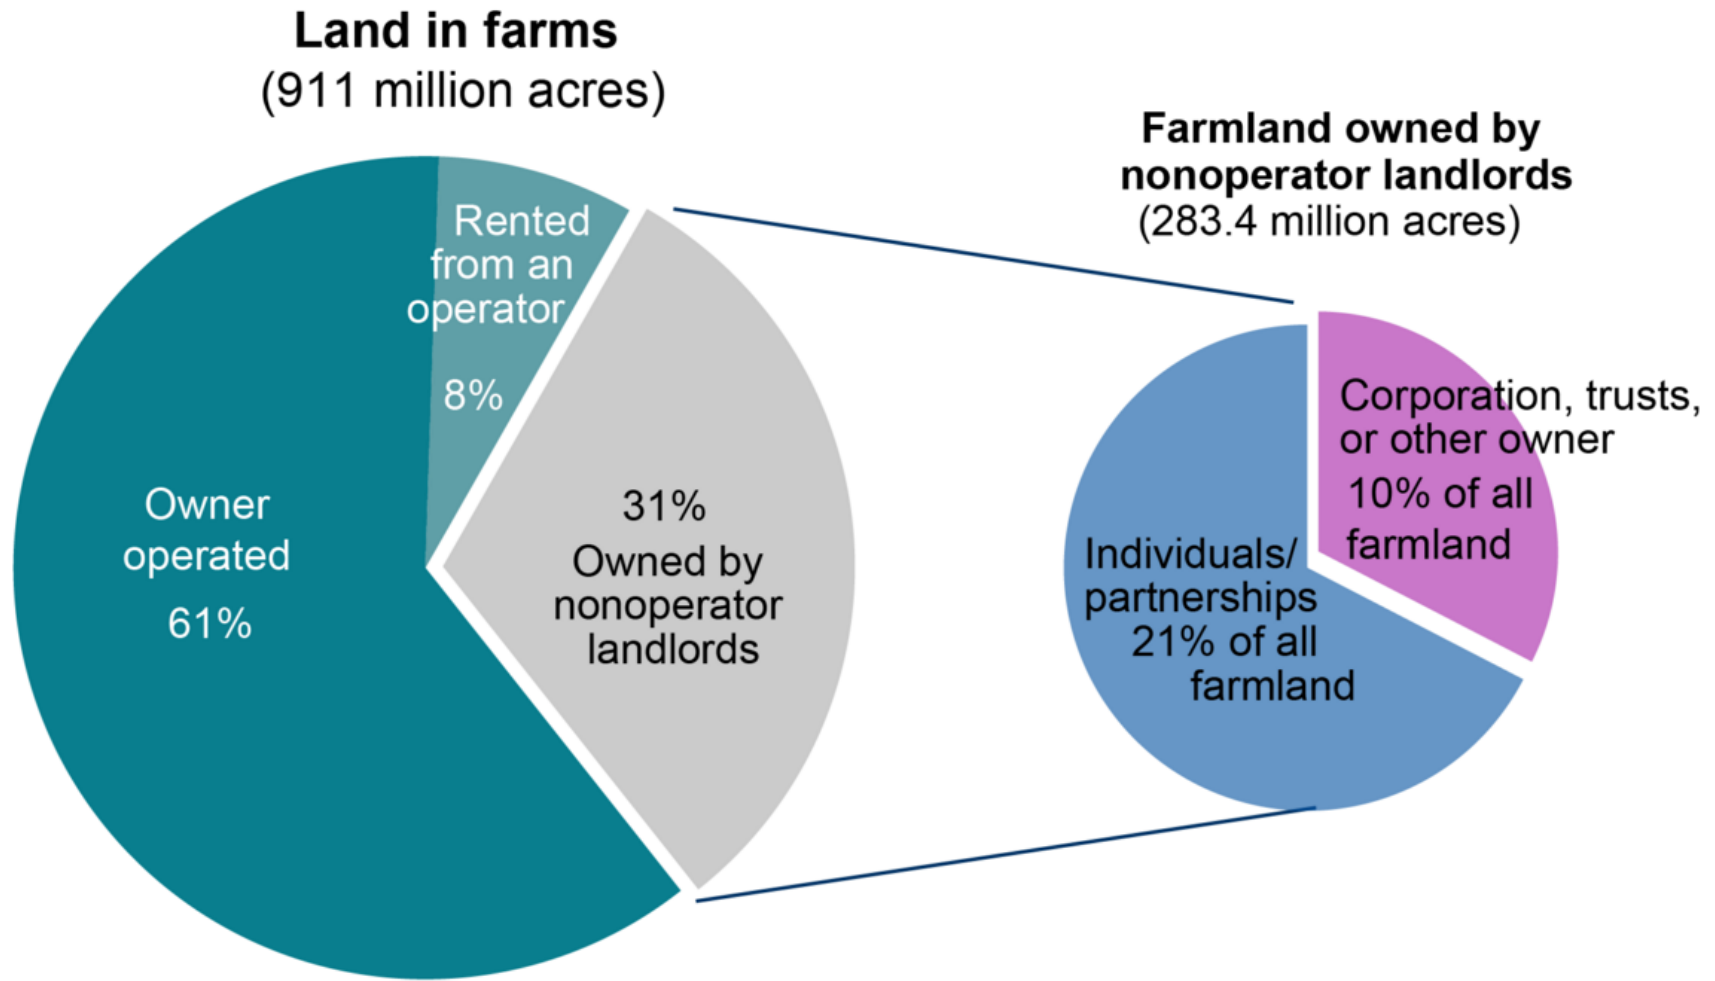 Land in farms
(911 million acres)
Rented
from an
operator
8%
Owner
operated
61%
31%
Owned by
nonoperator
landlords
Farmland owned by
nonoperator landlords
(283.4 million acres)
Corporation, trusts,
or other owner
10% of all
farmland
Individuals/
partnerships
21% of all
farmland